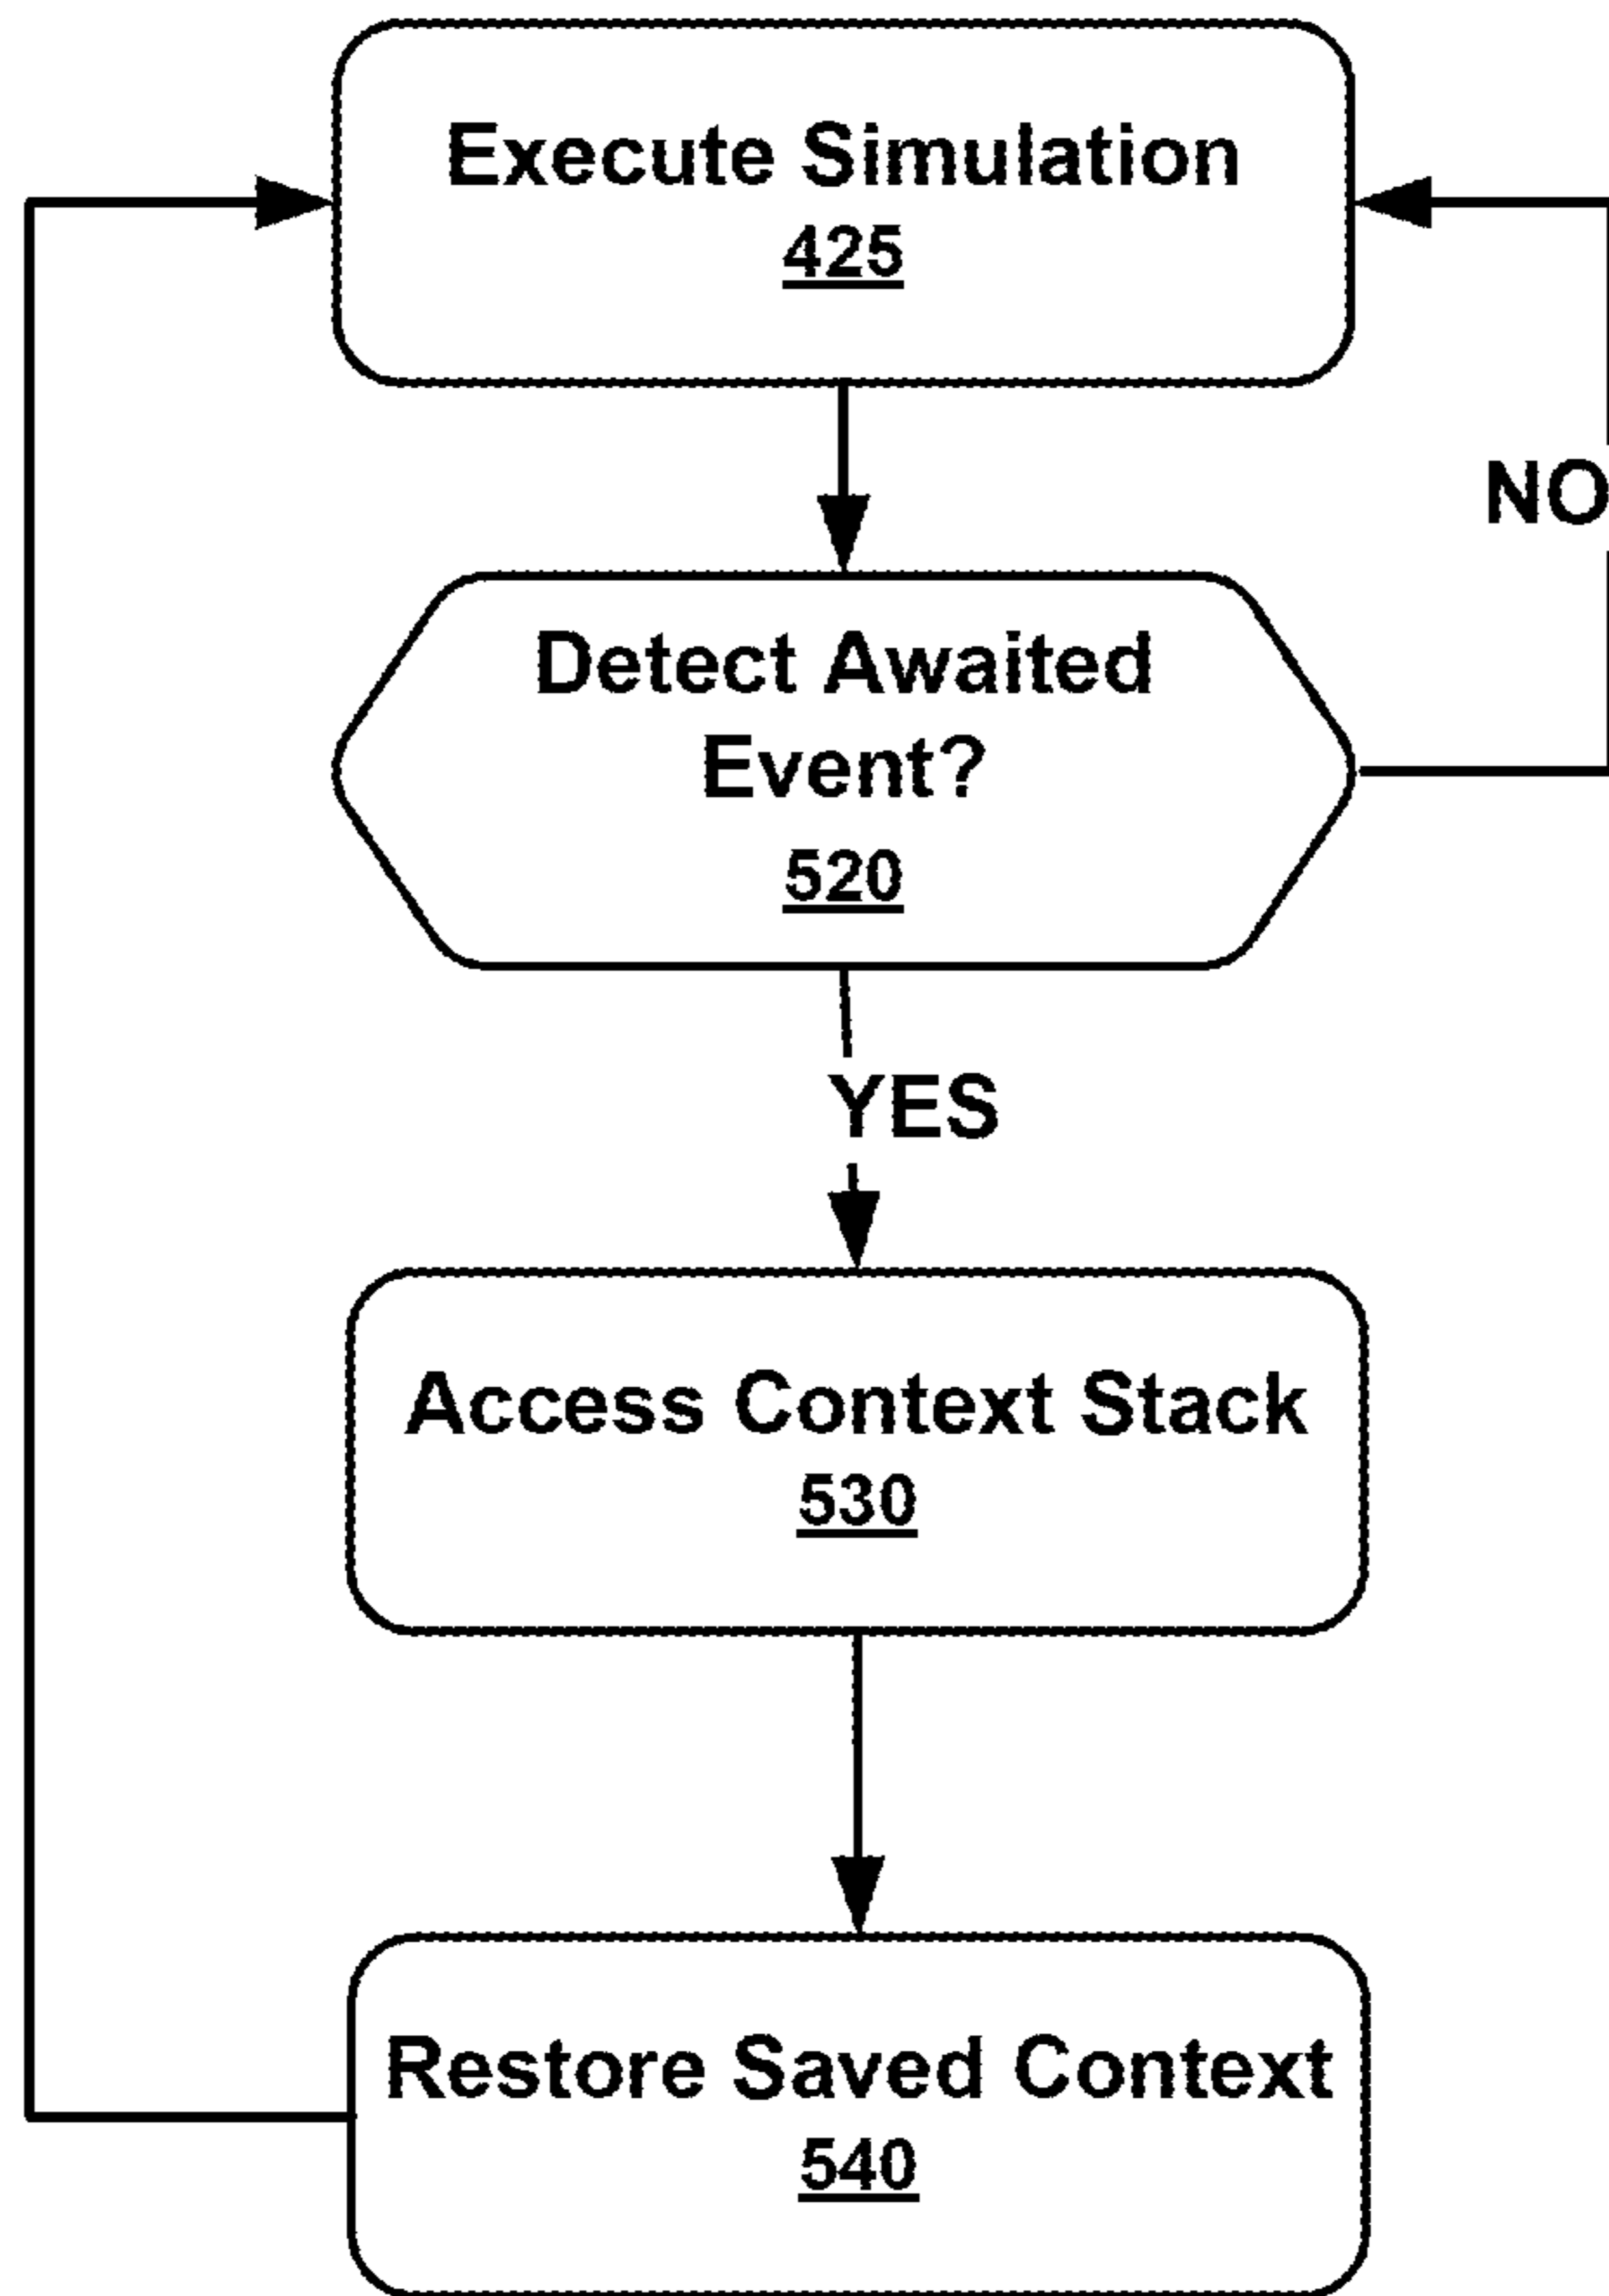 Execute Simulation
425
NO
Detect Awaited
Event?
520
YES
Access Context Stack
530
Restore Saved Context
540